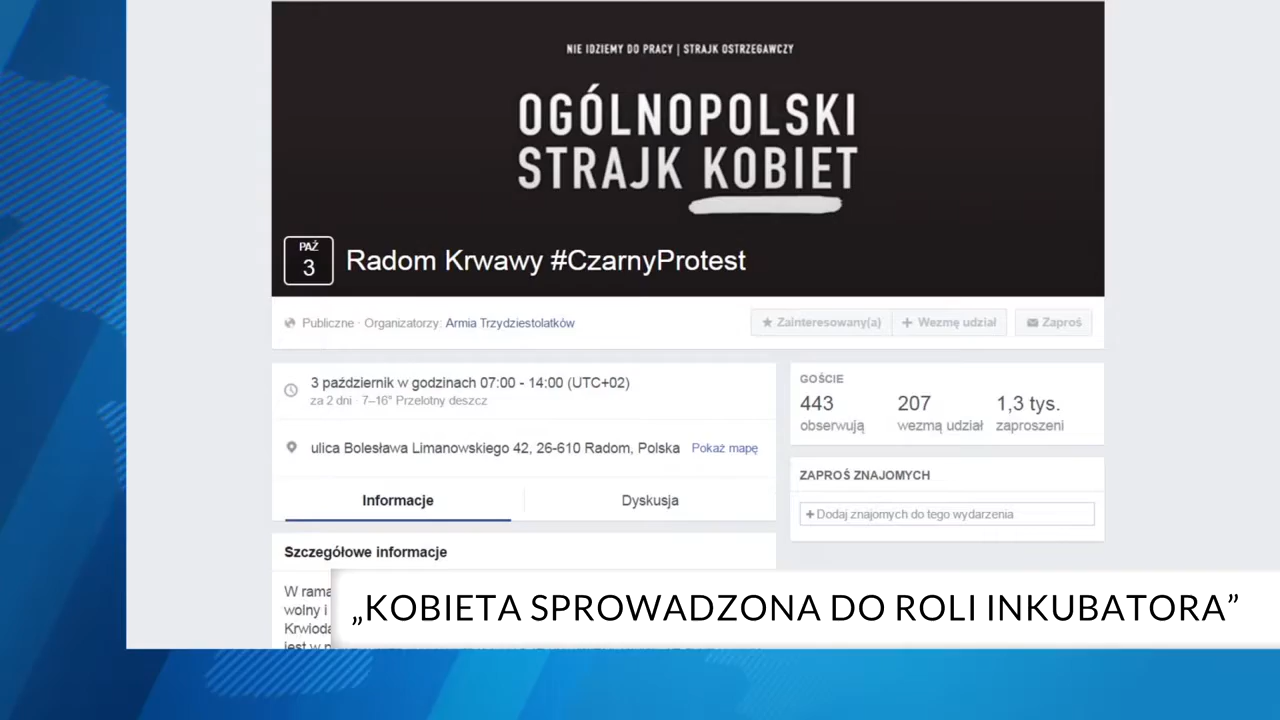 NIE IDZIEMY DO PRACY | STRAJK OSTRZEGAWCZY
OGÓLNOPOLSKI
STRAJK KOBIET
PAŹ
3
Radom Krwawy #CzarnyProtest
Publiczne · Organizatorzy: Armia Trzydziestolatków
Zainteresowany(a)
Wezmę udział
Zaproś
3 październik w godzinach 07:00 - 14:00 (UTC+02)
za 2 dni · 7–16° Przelotny deszcz
ulica Bolesława Limanowskiego 42, 26-610 Radom, Polska Pokaż mapę
Informacje
Dyskusja
GOŚCIE
443
obserwują
207
wezmą udział
1,3 tys.
zaproszeni
ZAPROŚ ZNAJOMYCH
+ Dodaj znajomych do tego wydarzenia
Szczegółowe informacje
W
wolny i
jest w
„KOBIETA SPROWADZONA DO ROLI INKUBATORA”